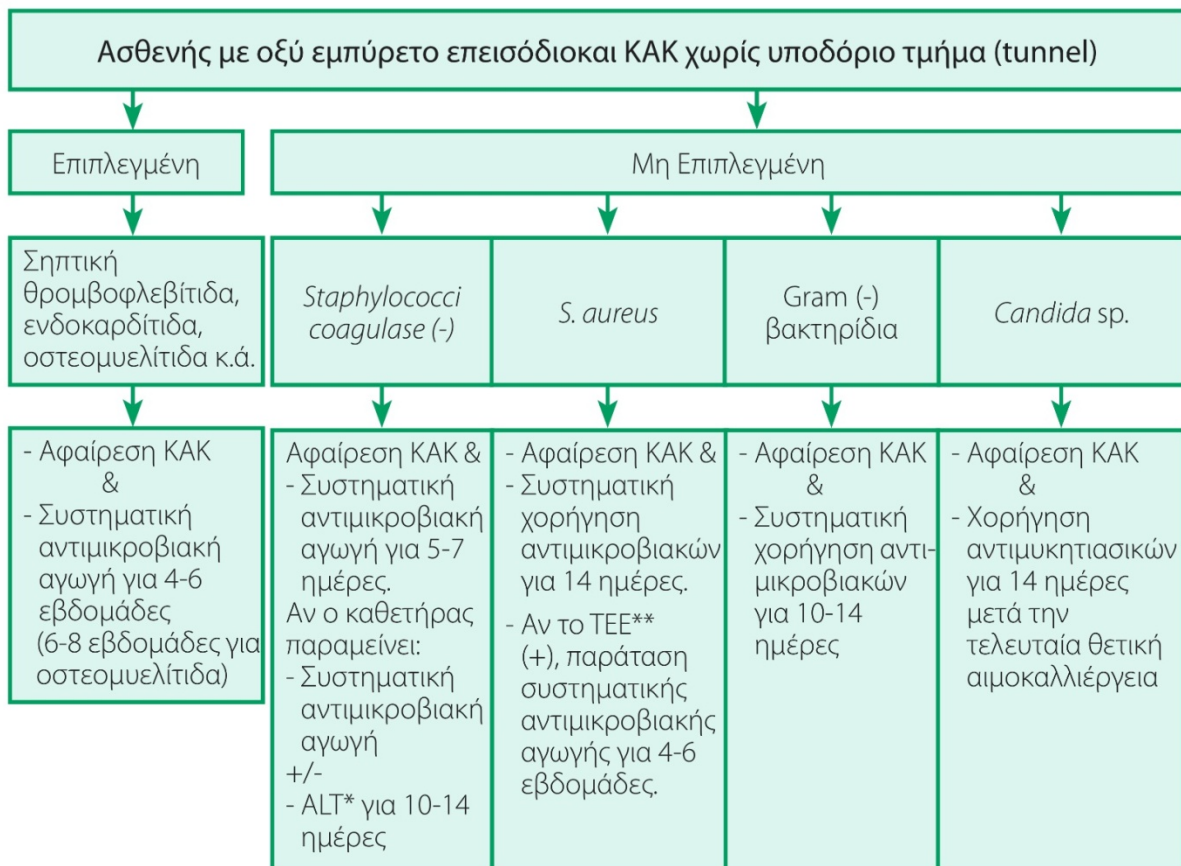 Ασθενής με οξύ εμπύρετο επεισόδιοκαι ΚΑΚ χωρίς υποδόριο τμήμα (tunnel)
Επιπλεγμένη
Μη Επιπλεγμένη
Σηπτική
θρομβοφλεβίτιδα,
ενδοκαρδίτιδα,
οστεομυελίτιδα κ.ά.
Staphylococci
coagulase (-)
S. aureus
Gram (-)
βακτηρίδια
Candida sp.
- Αφαίρεση ΚΑΚ
&
- Συστηματική
αντιμικροβιακή
αγωγή για 4-6
εβδομάδες
(6-8 εβδομάδες για
οστεομυελίτιδα)
Αφαίρεση ΚΑΚ &
- Συστηματική
αντιμικροβιακή
αγωγή για 5-7
ημέρες.
Αν ο καθετήρας
παραμείνει:
- Συστηματική
αντιμικροβιακή
αγωγή
+/-
- ALT* για 10-14
ημέρες
- Αφαίρεση ΚΑΚ &
- Συστηματική
χορήγηση
αντιμικροβιακών
για 14 ημέρες.
- Αν το TEE**
(+), παράταση
συστηματικής
αντιμικροβιακής
αγωγής για 4-6
εβδομάδες.
- Αφαίρεση ΚΑΚ
&
- Συστηματική
χορήγηση αντι-
μικροβιακών
για 10-14
ημέρες
- Αφαίρεση ΚΑΚ
&
- Χορήγηση
αντιμυκητιασικών
για 14 ημέρες
μετά την
τελευταία θετική
αιμοκαλλιέργεια